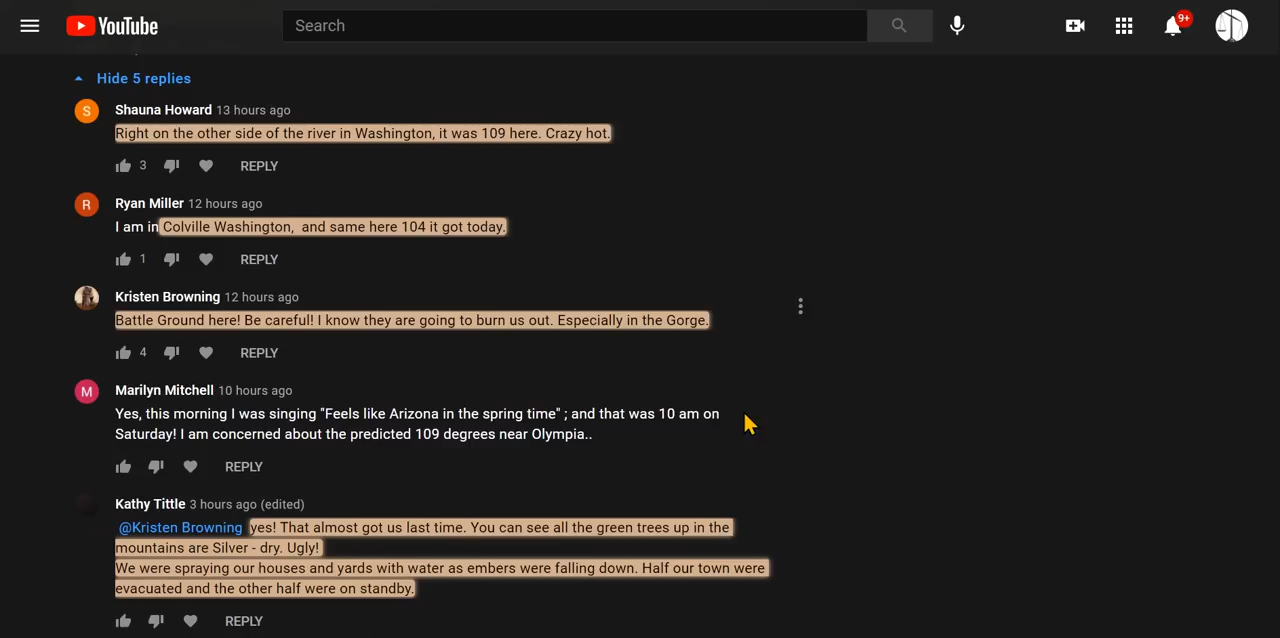 YouTube
Search
9+
Hide 5 replies
Shauna Howard 13 hours ago
Right on the other side of the river in Washington, it was 109 here. Crazy hot.
3 REPLY
Ryan Miller 12 hours ago
I am in Colville Washington,  and same here 104 it got today.
1 REPLY
Kristen Browning 12 hours ago
Battle Ground here! Be careful! I know they are going to burn us out. Especially in the Gorge.
4 REPLY
Marilyn Mitchell 10 hours ago
Yes, this morning I was singing "Feels like Arizona in the spring time" ; and that was 10 am on
Saturday! I am concerned about the predicted 109 degrees near Olympia..
REPLY
Kathy Tittle 3 hours ago (edited)
@Kristen Browning yes! That almost got us last time. You can see all the green trees up in the
mountains are Silver - dry. Ugly!
We were spraying our houses and yards with water as embers were falling down. Half our town were
evacuated and the other half were on standby.
REPLY